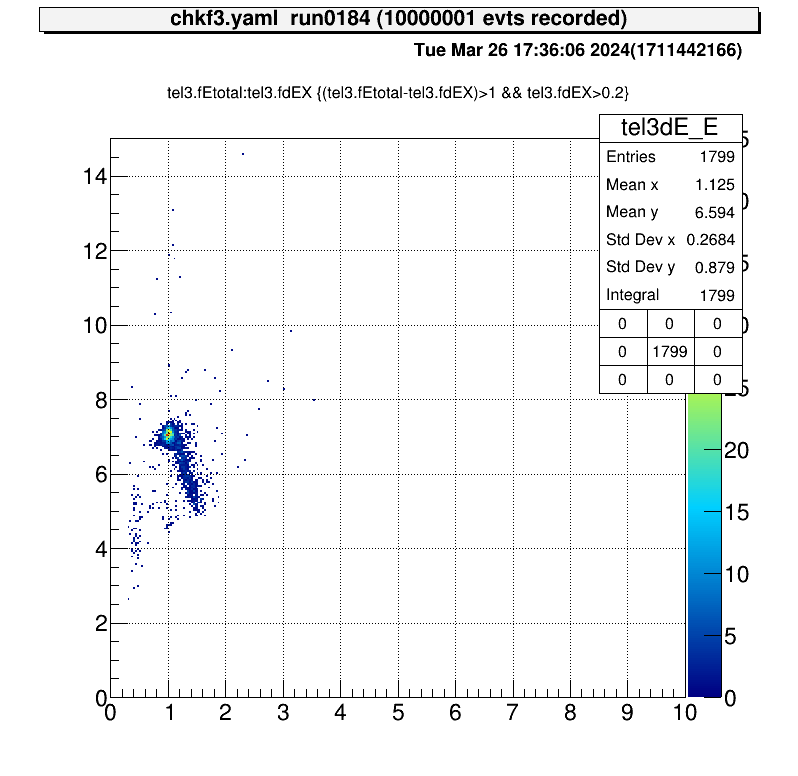 chkf3.yaml run0184 (10000001 evts recorded)
Tue Mar 26 17:36:06 2024(1711442166)
tel3.fEtotal:tel3.fdEX {(tel3.fEtotal-tel3.fdEX)>1 && tel3.fdEX>0.2}
tel3dE_E
Entries 1799
Mean x 1.125
Mean y 6.594
Std Dev x 0.2684
Std Dev y 0.879
Integral 1799
0 0 0
0 1799 0
0 0 0
14
12
10
8
6
4
2
0
0 1 2 3 4 5 6 7 8 9 10
20
15
10
5
0